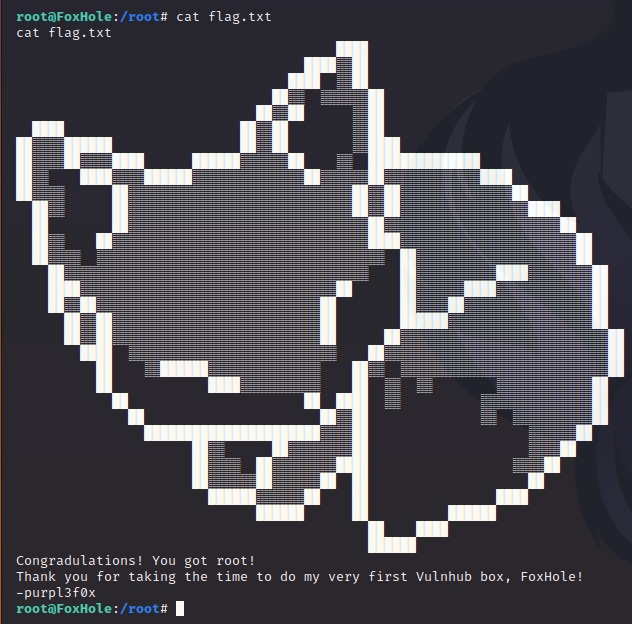 root@FoxHole:/root# cat flag.txt
cat flag.txt
Congradulations! You got root!
Thank you for taking the time to do my very first Vulnhub box, FoxHole!
-purpl3f0x
root@FoxHole:/root#